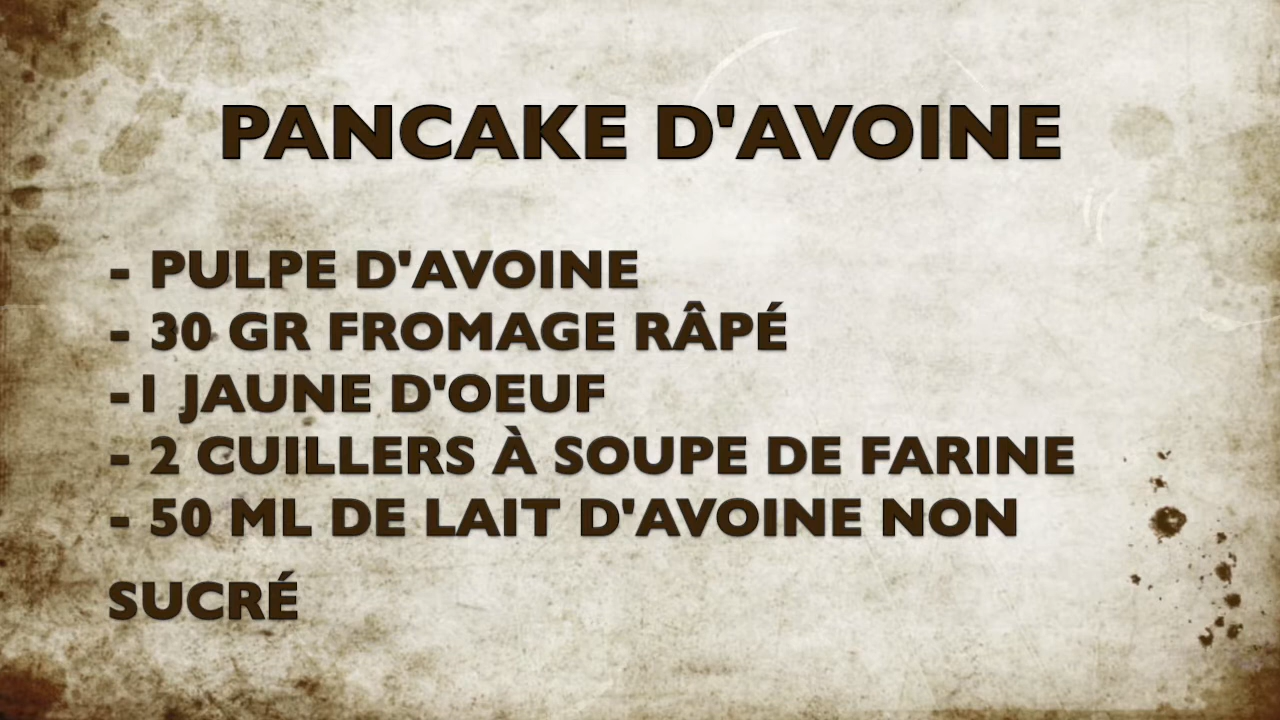 PANCAKE D'AVOINE
- PULPE D'AVOINE
- 30 GR FROMAGE RÂPÉ
-1 JAUNE D'OEUF
- 2 CUILLERS À SOUPE DE FARINE
- 50 ML DE LAIT D'AVOINE NON
SUCRÉ